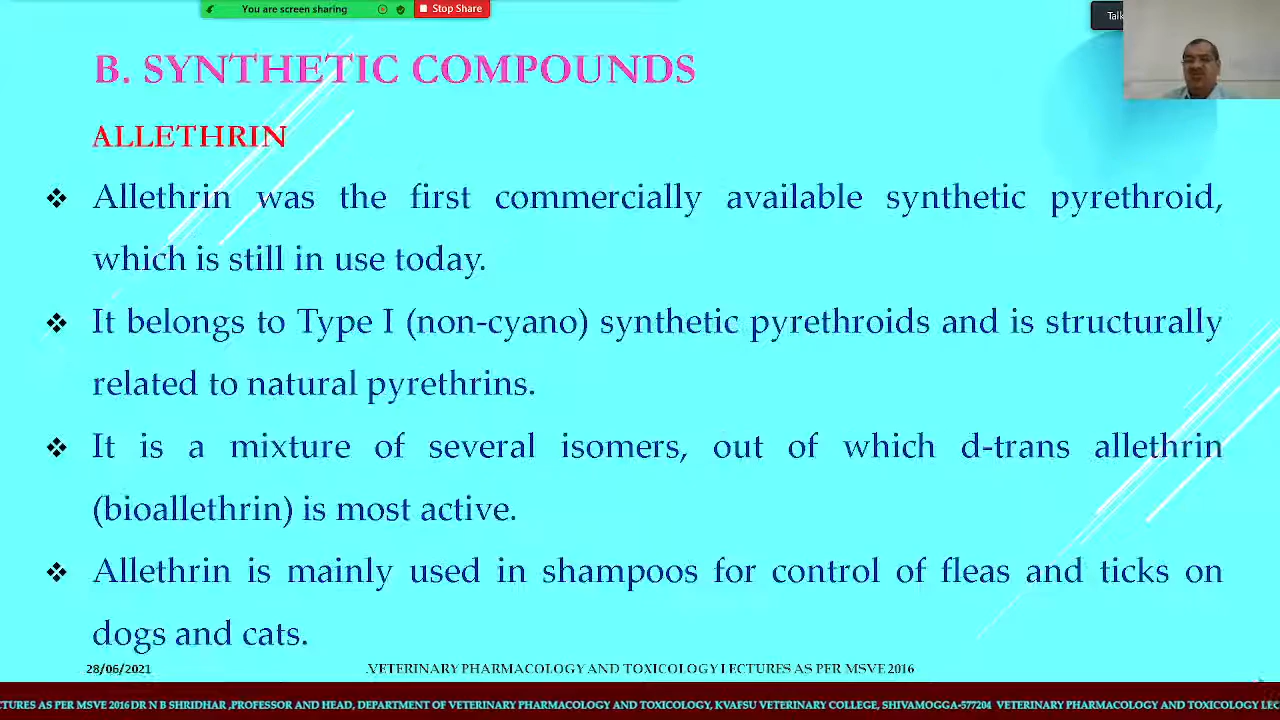 You are screen sharing
Stop Share
Talk
B. SYNTHETIC COMPOUNDS
ALLETHRIN
❖ Allethrin was the first commercially available synthetic pyrethroid,
which is still in use today.
❖ It belongs to Type I (non-cyano) synthetic pyrethroids and is structurally
related to natural pyrethrins.
❖ It is a mixture of several isomers, out of which d-trans allethrin
(bioallethrin) is most active.
❖ Allethrin is mainly used in shampoos for control of fleas and ticks on
dogs and cats.
28/06/2021
VETERINARY PHARMACOLOGY AND TOXICOLOGY LECTURES AS PER MSVE 2016
CTURES AS PER MSVE 2016 DR N B SHRIDHAR ,PROFESSOR AND HEAD, DEPARTMENT OF VETERINARY PHARMACOLOGY AND TOXICOLOGY, KVAFSU VETERINARY COLLEGE, SHIVAMOGGA-577204 VETERINARY PHARMACOLOGY AND TOXICOLOGY LEC